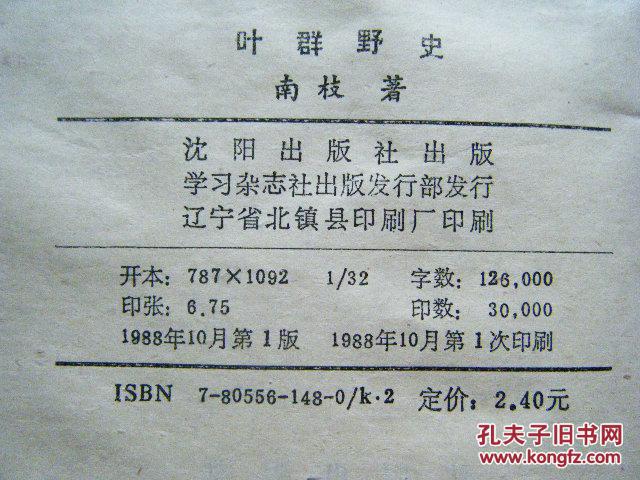 叶群野史
南枝 著
沈阳出版社出版
学习杂志社出版发行部发行
辽宁省北镇县印刷厂印刷
开本：787×1092 1/32 字数：126,000
印张：6.75 印数：30,000
1988年10月第1版 1988年10月第1次印刷
ISBN 7-80556-148-0/k·2 定价：2.40元
孔夫子旧书网
www.kongfz.com